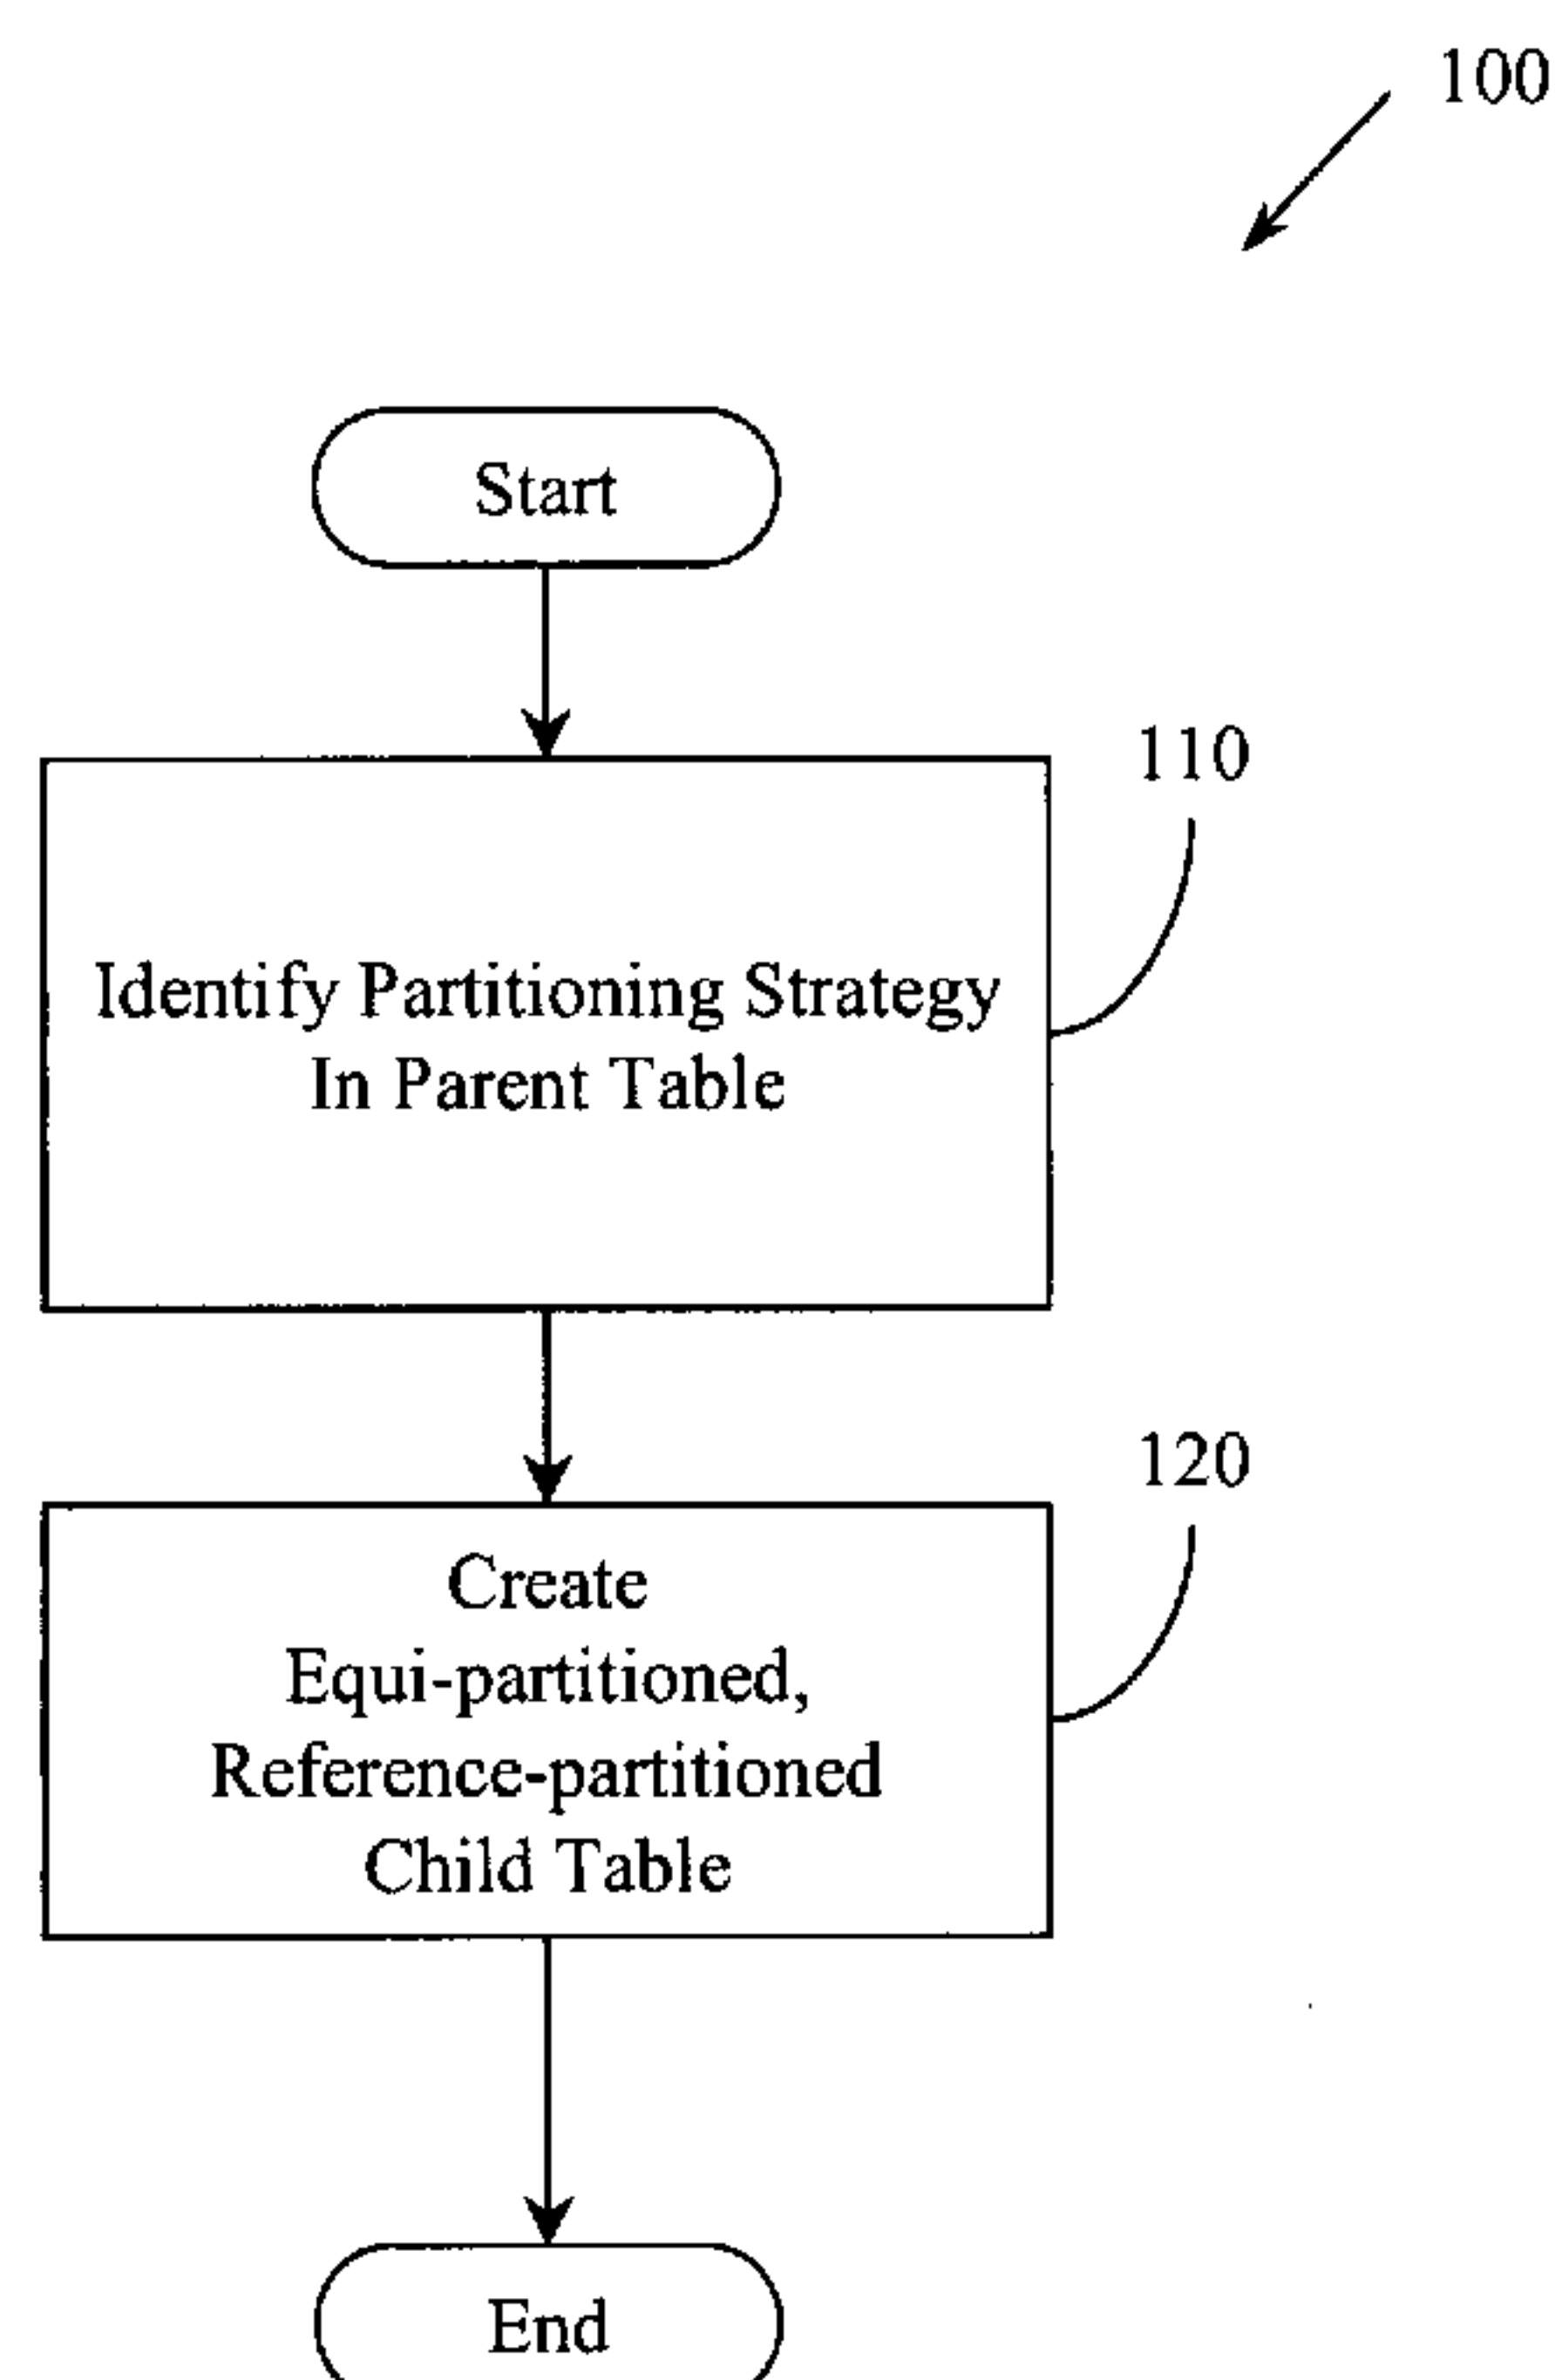 100
Start
110
Identify Partitioning Strategy
In Parent Table
120
Create
Equi-partitioned,
Reference-partitioned
Child Table
End